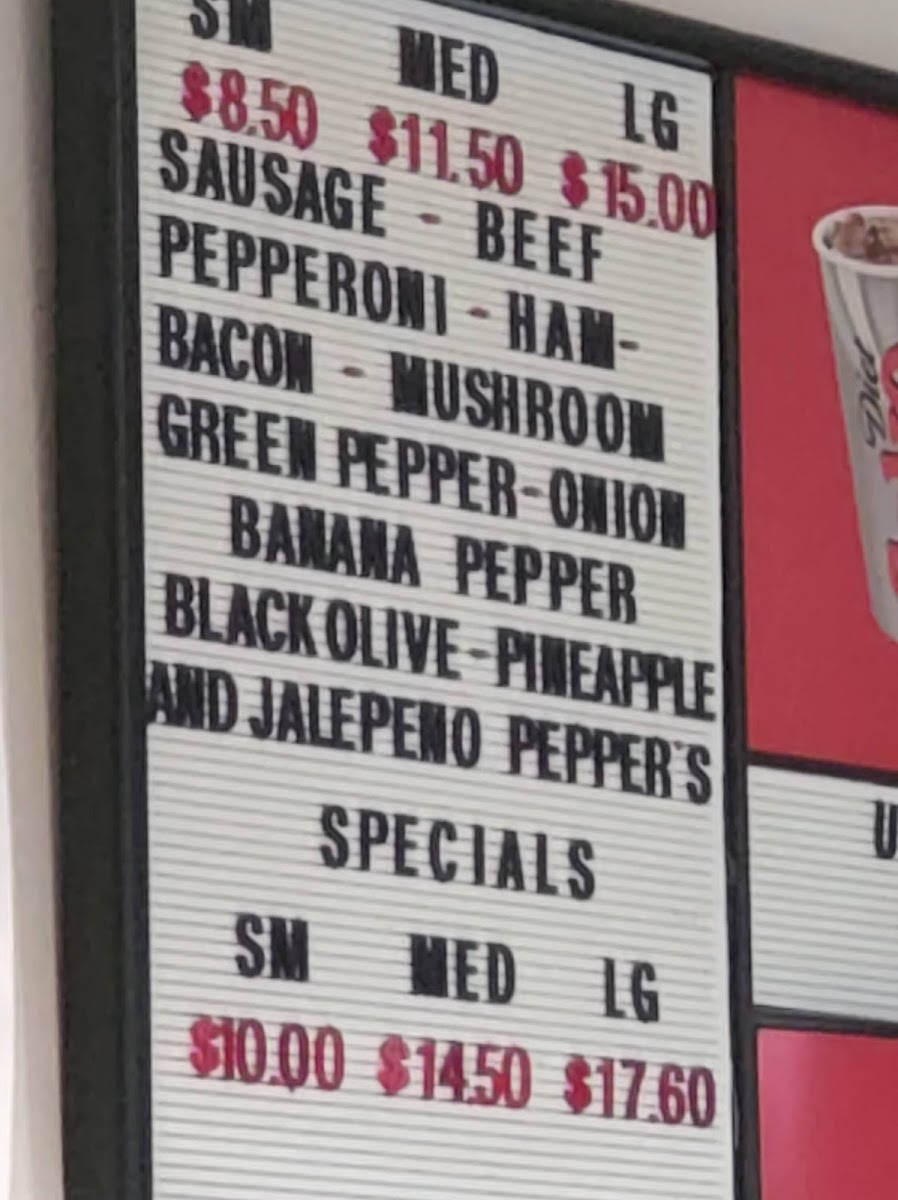 SM MED LG
$8.50 $11.50 $15.00
SAUSAGE - BEEF
PEPPERONI - HAM-
BACON - MUSHROOM
GREEN PEPPER-ONION
BANANA PEPPER
BLACK OLIVE-PINEAPPLE
AND JALEPENO PEPPER'S
SPECIALS
SM MED LG
$10.00 $14.50 $17.60
Diet